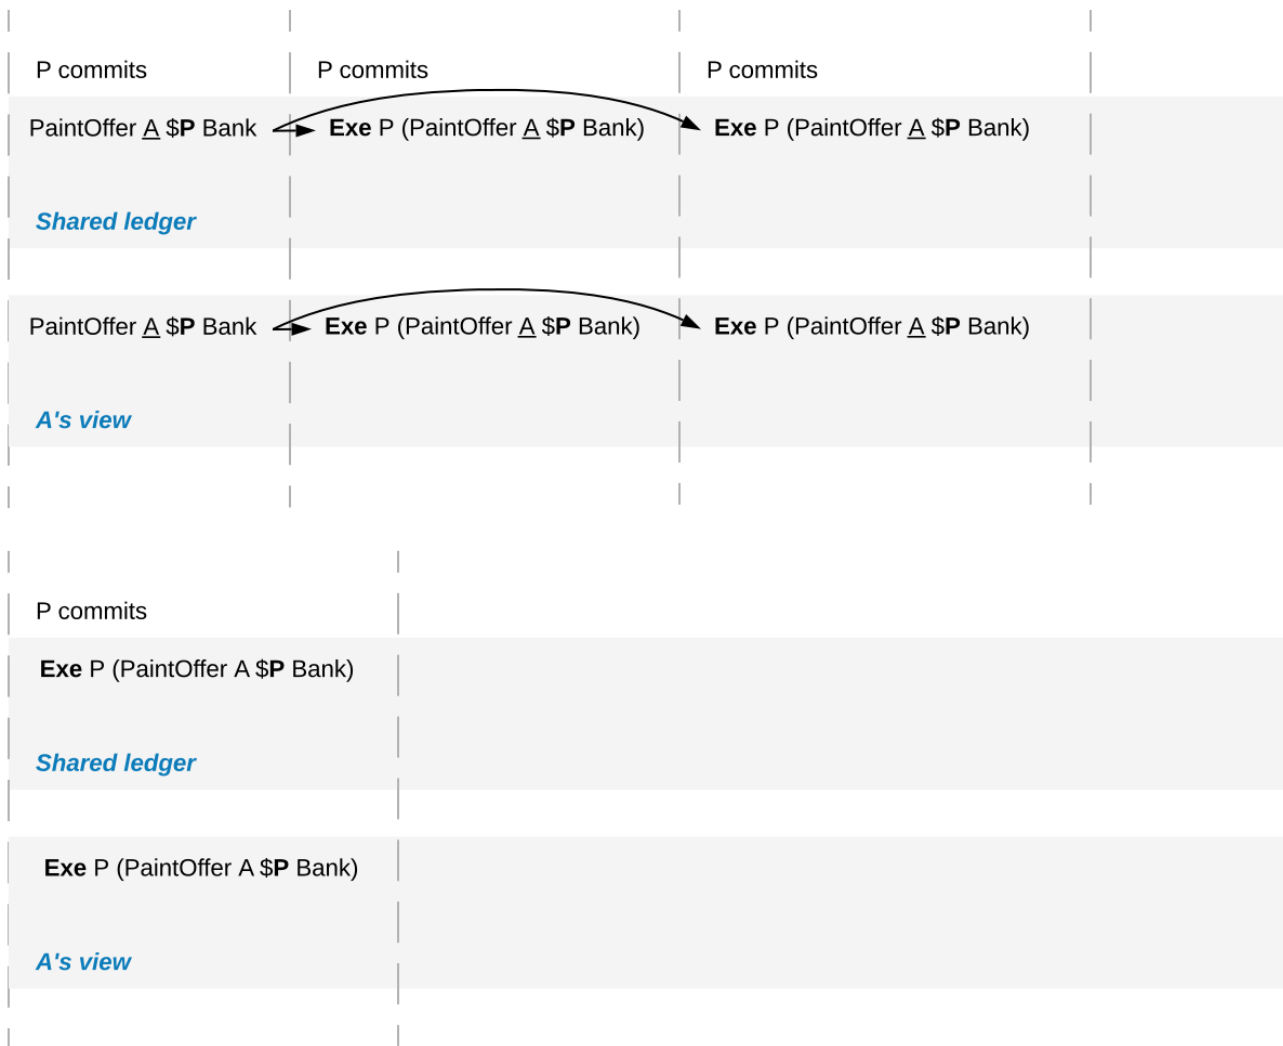 P commits P commits P commits
PaintOffer A $P Bank Exe P (PaintOffer A $P Bank) Exe P (PaintOffer A $P Bank)
Shared ledger
PaintOffer A $P Bank Exe P (PaintOffer A $P Bank) Exe P (PaintOffer A $P Bank)
A's view
P commits
Exe P (PaintOffer A $P Bank)
Shared ledger
Exe P (PaintOffer A $P Bank)
A's view